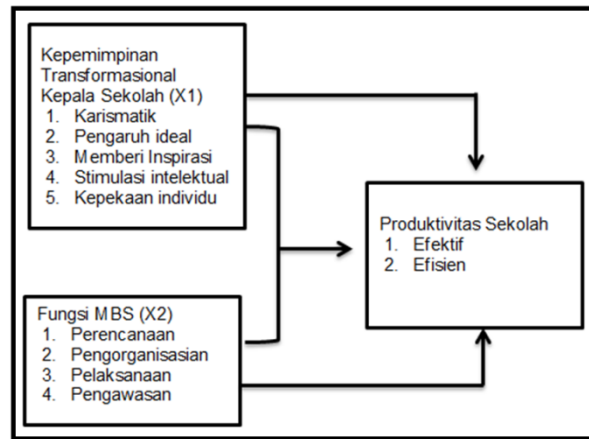 Kepemimpinan
Transformasional
Kepala Sekolah (X1)
1. Karismatik
2. Pengaruh ideal
3. Memberi Inspirasi
4. Stimulasi intelektual
5. Kepekaan individu
Produktivitas Sekolah
1. Efektif
2. Efisien
Fungsi MBS (X2)
1. Perencanaan
2. Pengorganisasian
3. Pelaksanaan
4. Pengawasan